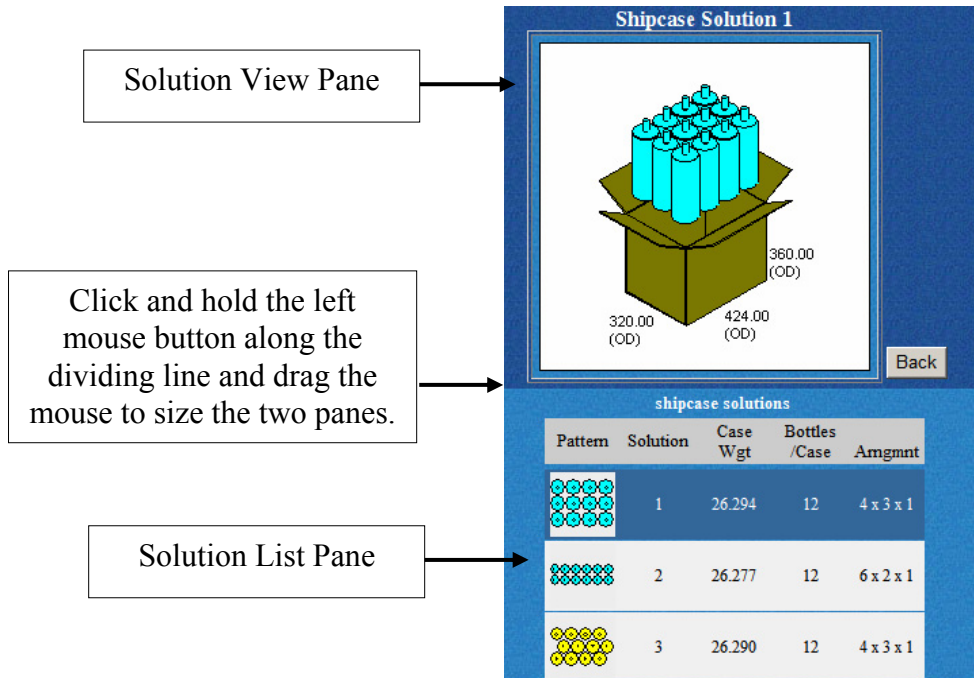 Shipcase Solution 1
Solution View Pane
360.00
(OD)
320.00
(OD)
424.00
(OD)
Back
Click and hold the left
mouse button along the
dividing line and drag the
mouse to size the two panes.
shipcase solutions
Pattern Solution Case Wgt Bottles /Case Arngmnt
1 26.294 12 4 x 3 x 1
Solution List Pane
2 26.277 12 6 x 2 x 1
3 26.290 12 4 x 3 x 1